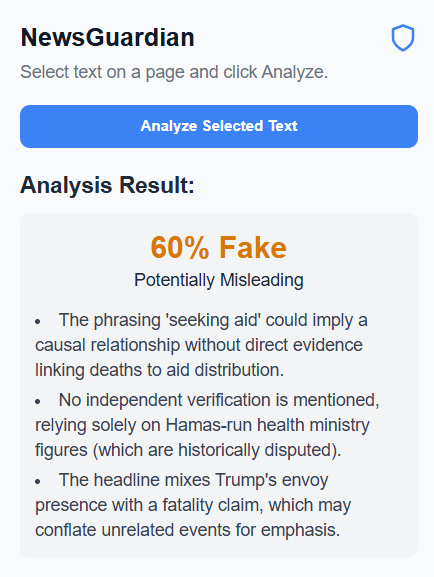 NewsGuardian
Select text on a page and click Analyze.
Analyze Selected Text
Analysis Result:
60% Fake
Potentially Misleading
• The phrasing 'seeking aid' could imply a
causal relationship without direct evidence
linking deaths to aid distribution.
• No independent verification is mentioned,
relying solely on Hamas-run health ministry
figures (which are historically disputed).
• The headline mixes Trump's envoy
presence with a fatality claim, which may
conflate unrelated events for emphasis.